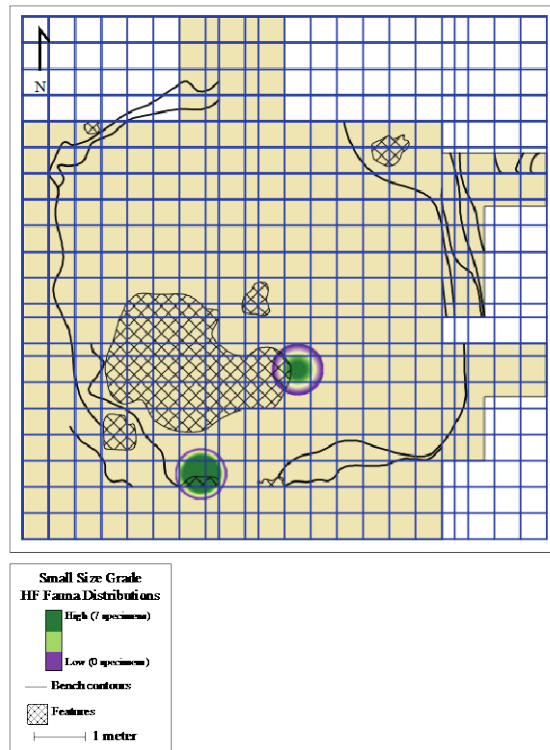 N
Small Size Grade
HF Fauna Distributions
High (7 specimens)
Low (0 specimens)
Bench contours
Features
1 meter